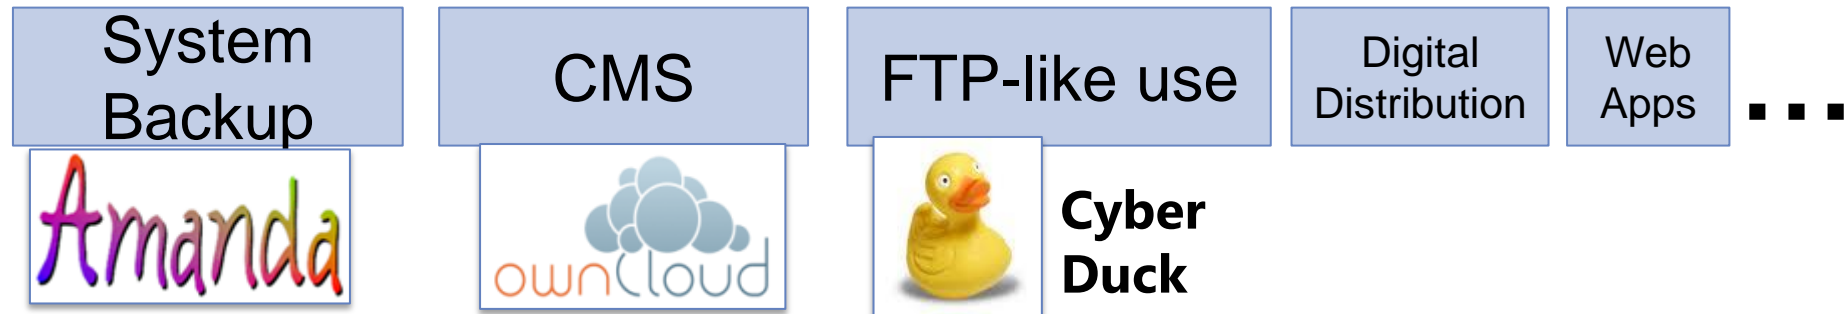 System
Backup
CMS
FTP-like use
Digital
Distribution
Web
Apps
...
Amanda
ownCloud
Cyber
Duck